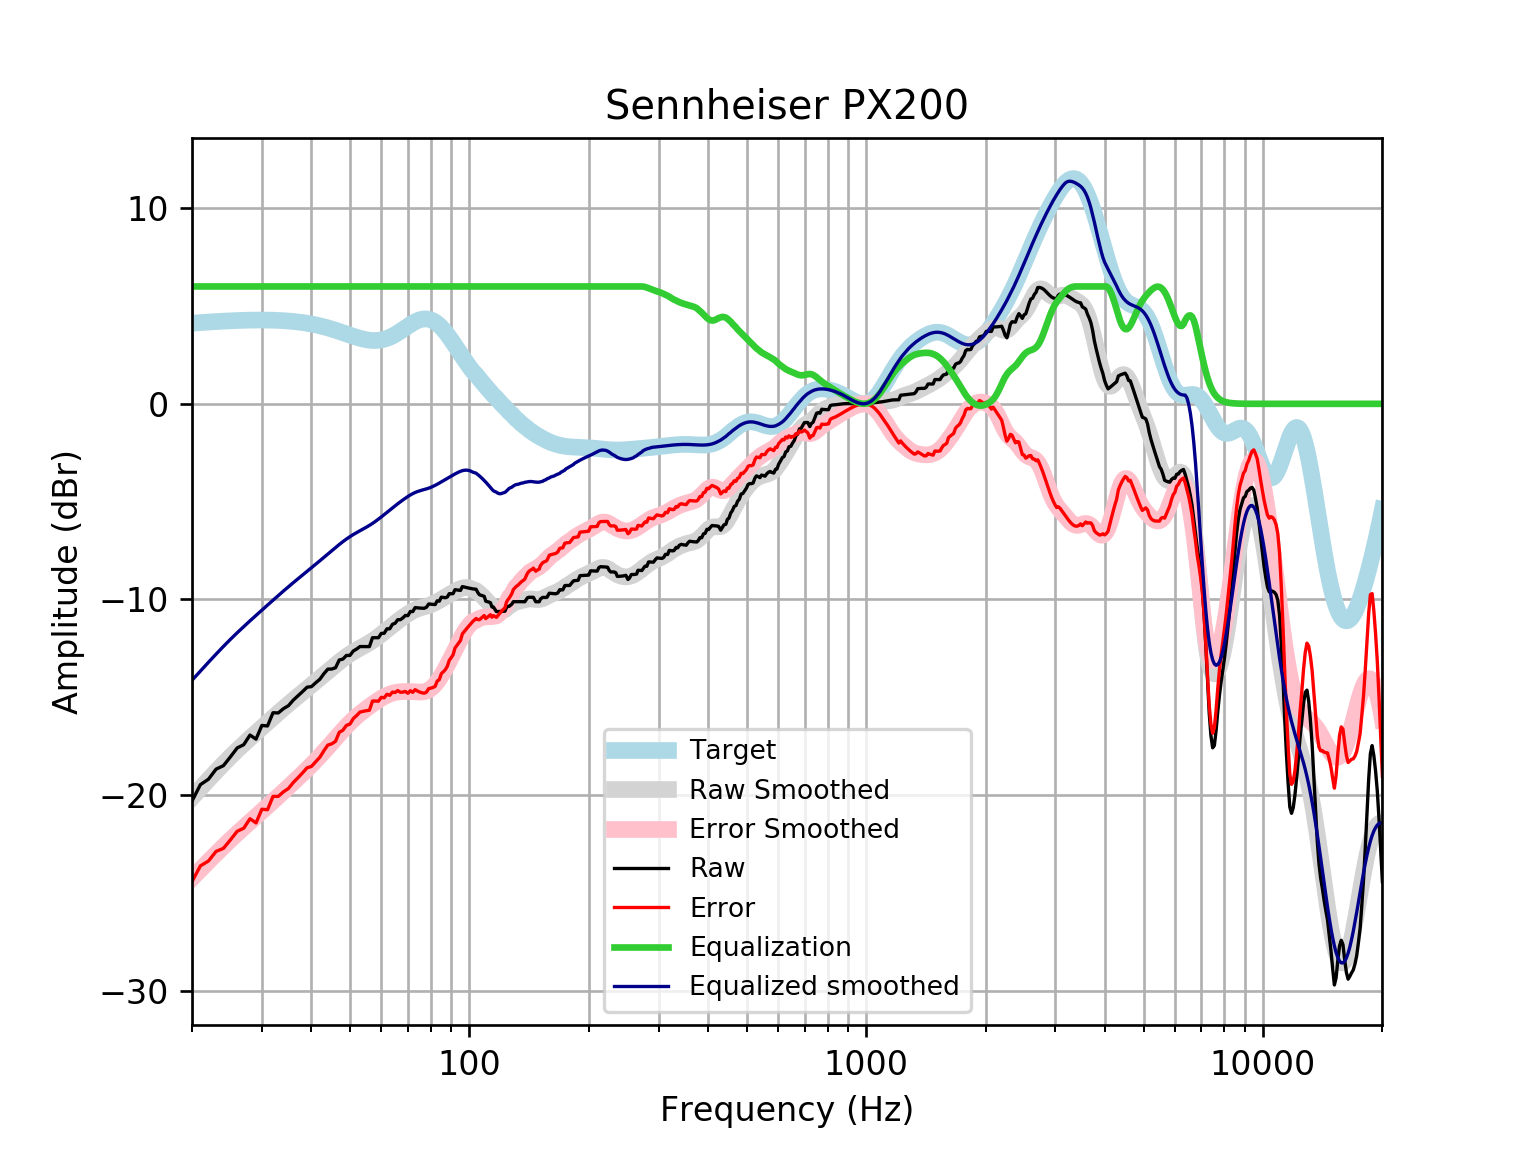 Sennheiser PX200
10
0
−10
−20
−30
Amplitude (dBr)
Target
Raw Smoothed
Error Smoothed
Raw
Error
Equalization
Equalized smoothed
100
1000
10000
Frequency (Hz)